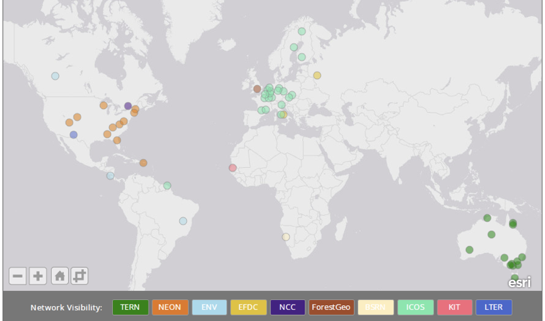 esri
Network Visibility: TERN NEON ENV EFDC NCC ForestGeo ICOS KIT LTER